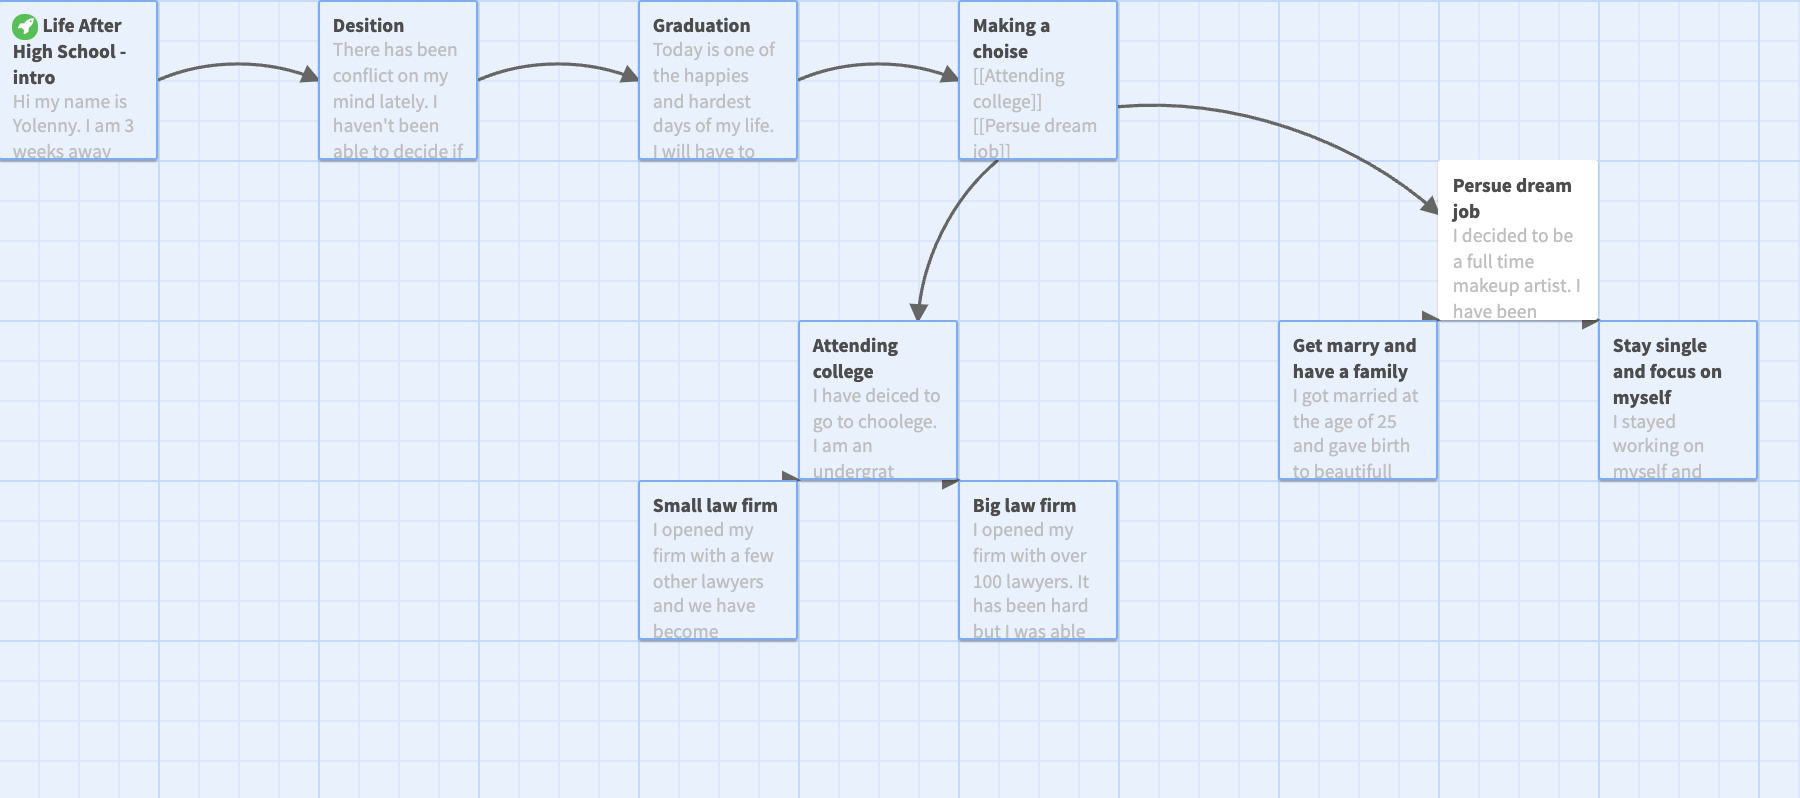 Life After
High School -
intro
Hi my name is
Yolenny. I am 3
weeks away
Desition
There has been
conflict on my
mind lately. I
haven't been
able to decide if
Graduation
Today is one of
the happies
and hardest
days of my life.
I will have to
Making a
choise
[[Attending
college]]
[[Persue dream
job]]
Persue dream
job
I decided to be
a full time
makeup artist. I
have been
Attending
college
I have deiced to
go to choolege.
I am an
undergrat
Get marry and
have a family
I got married at
the age of 25
and gave birth
to beautifull
Stay single
and focus on
myself
I stayed
working on
myself and
Small law firm
I opened my
firm with a few
other lawyers
and we have
become
Big law firm
I opened my
firm with over
100 lawyers. It
has been hard
but I was able